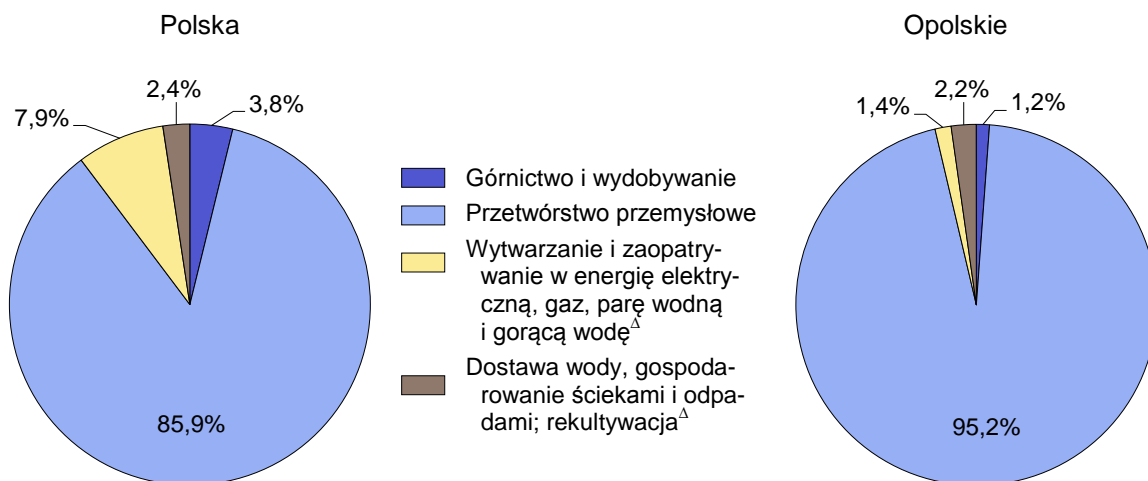 Polska
Opolskie
2,4%
7,9%
3,8%
85,9%
Górnictwo i wydobywanie
Przetwórstwo przemysłowe
Wytwarzanie i zaopatry-
wanie w energię elektry-
czną, gaz, parę wodną
i gorącą wodęΔ
Dostawa wody, gospoda-
rowanie ściekami i odpa-
dami; rekultywacjaΔ
2,2%
1,4%
1,2%
95,2%